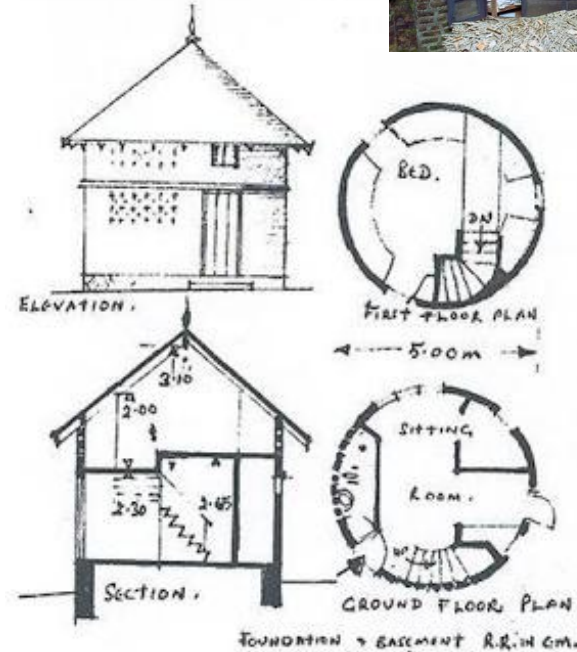 ELEVATION.
BED.
DN
FIRST FLOOR PLAN
5.00m
3.10
2.00
2.30
2.65
SECTION.
SITTING
ROOM.
UP
GROUND FLOOR PLAN
FOUNDATION & BASEMENT R.R. IN CM.